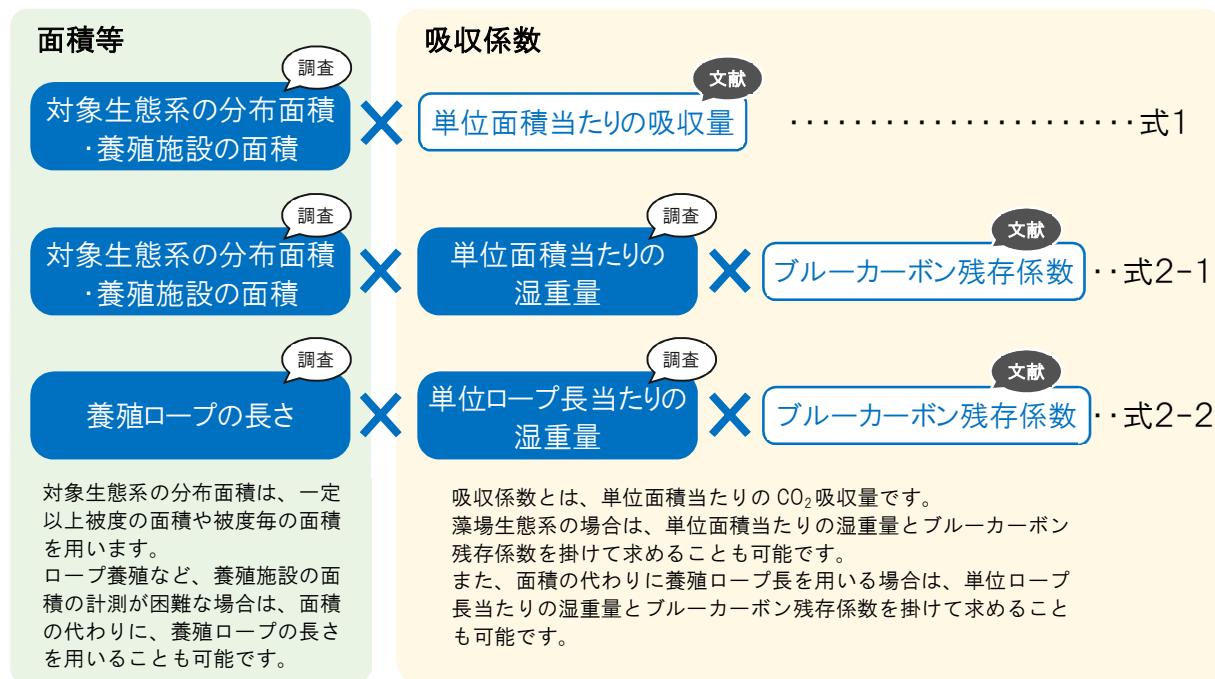 面積等
吸収係数
調査
文献
対象生態系の分布面積
・養殖施設の面積
×
単位面積当たりの吸収量
・・・・・・・・・・・・・・・・・・・・・・式1
調査
調査
文献
対象生態系の分布面積
・養殖施設の面積
×
単位面積当たりの
湿重量
×
ブルーカーボン残存係数
・・式2-1
調査
調査
文献
養殖ロープの長さ
×
単位ロープ長当たりの
湿重量
×
ブルーカーボン残存係数
・・式2-2
対象生態系の分布面積は、一定
以上被度の面積や被度毎の面積
を用います。
ロープ養殖など、養殖施設の面
積の計測が困難な場合は、面積
の代わりに、養殖ロープの長さ
を用いることも可能です。
吸収係数とは、単位面積当たりの CO₂吸収量です。
藻場生態系の場合は、単位面積当たりの湿重量とブルーカーボン
残存係数を掛けて求めることも可能です。
また、面積の代わりに養殖ロープ長を用いる場合は、単位ロープ
長当たりの湿重量とブルーカーボン残存係数を掛けて求めること
も可能です。